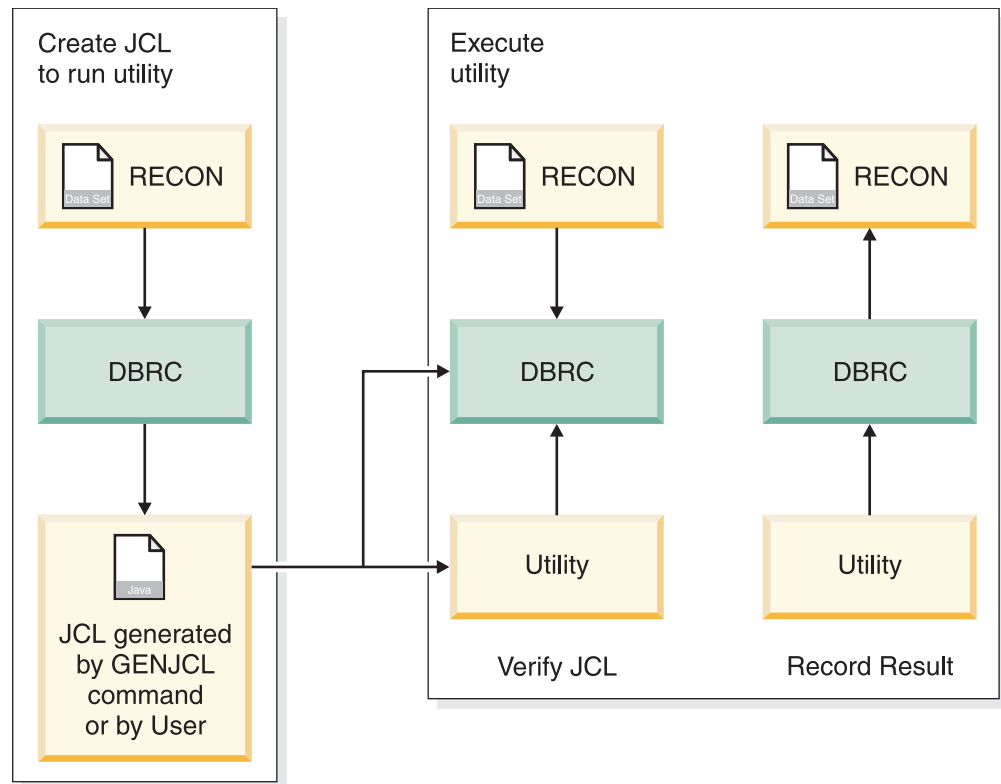 Create JCL
to run utility
Data Set
RECON
DBRC
Java
JCL generated
by GENJCL
command
or by User
Execute
utility
Data Set
RECON
DBRC
Utility
Verify JCL
Data Set
RECON
DBRC
Utility
Record Result